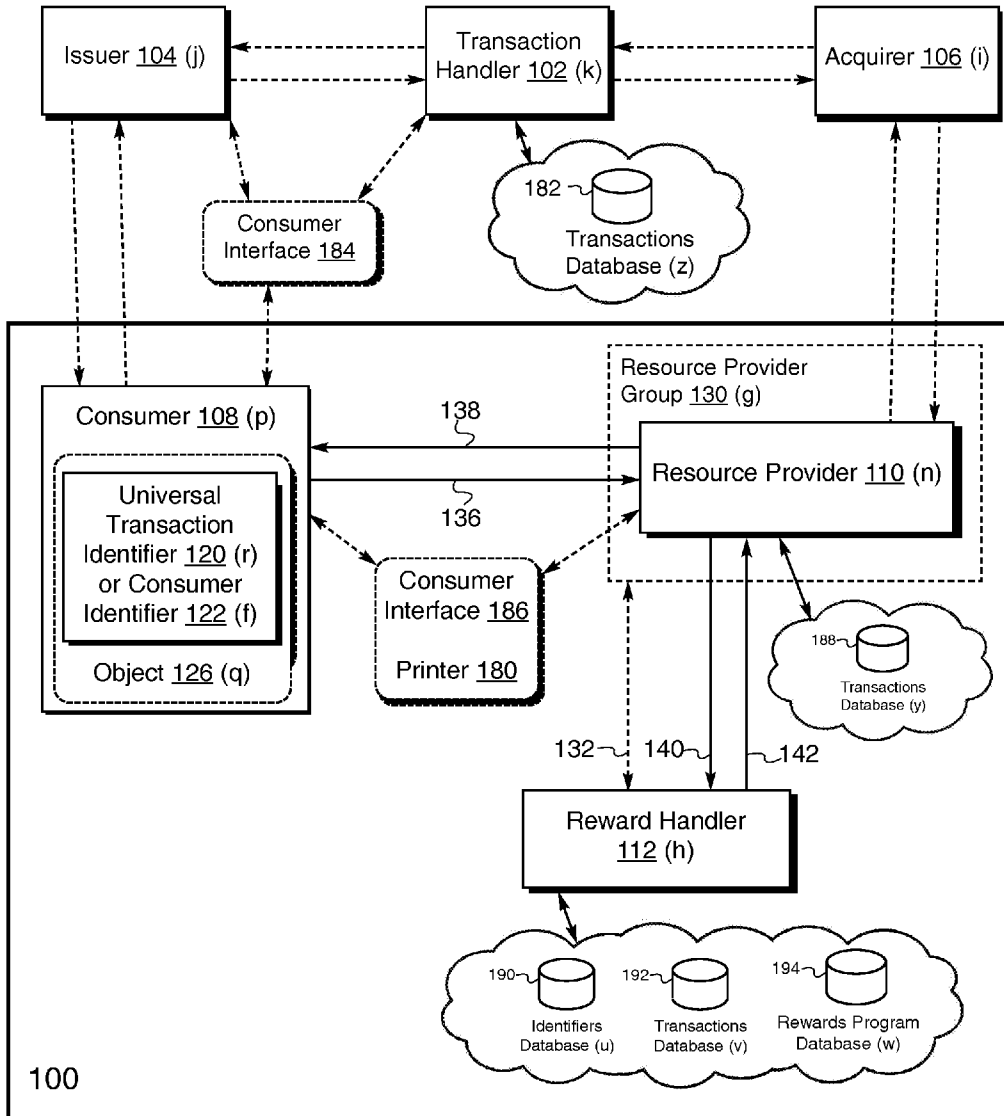 Issuer 104 (j)
Transaction
Handler 102 (k)
Acquirer 106 (i)
182
Transactions
Database (z)
Consumer
Interface 184
Resource Provider
Group 130 (g)
Consumer 108 (p)
138
Resource Provider 110 (n)
136
Universal
Transaction
Identifier 120 (r)
or Consumer
Identifier 122 (f)
Object 126 (q)
Consumer
Interface 186
Printer 180
188
Transactions
Database (y)
132
140
142
Reward Handler
112 (h)
190
Identifiers
Database (u)
192
Transactions
Database (v)
194
Rewards Program
Database (w)
100